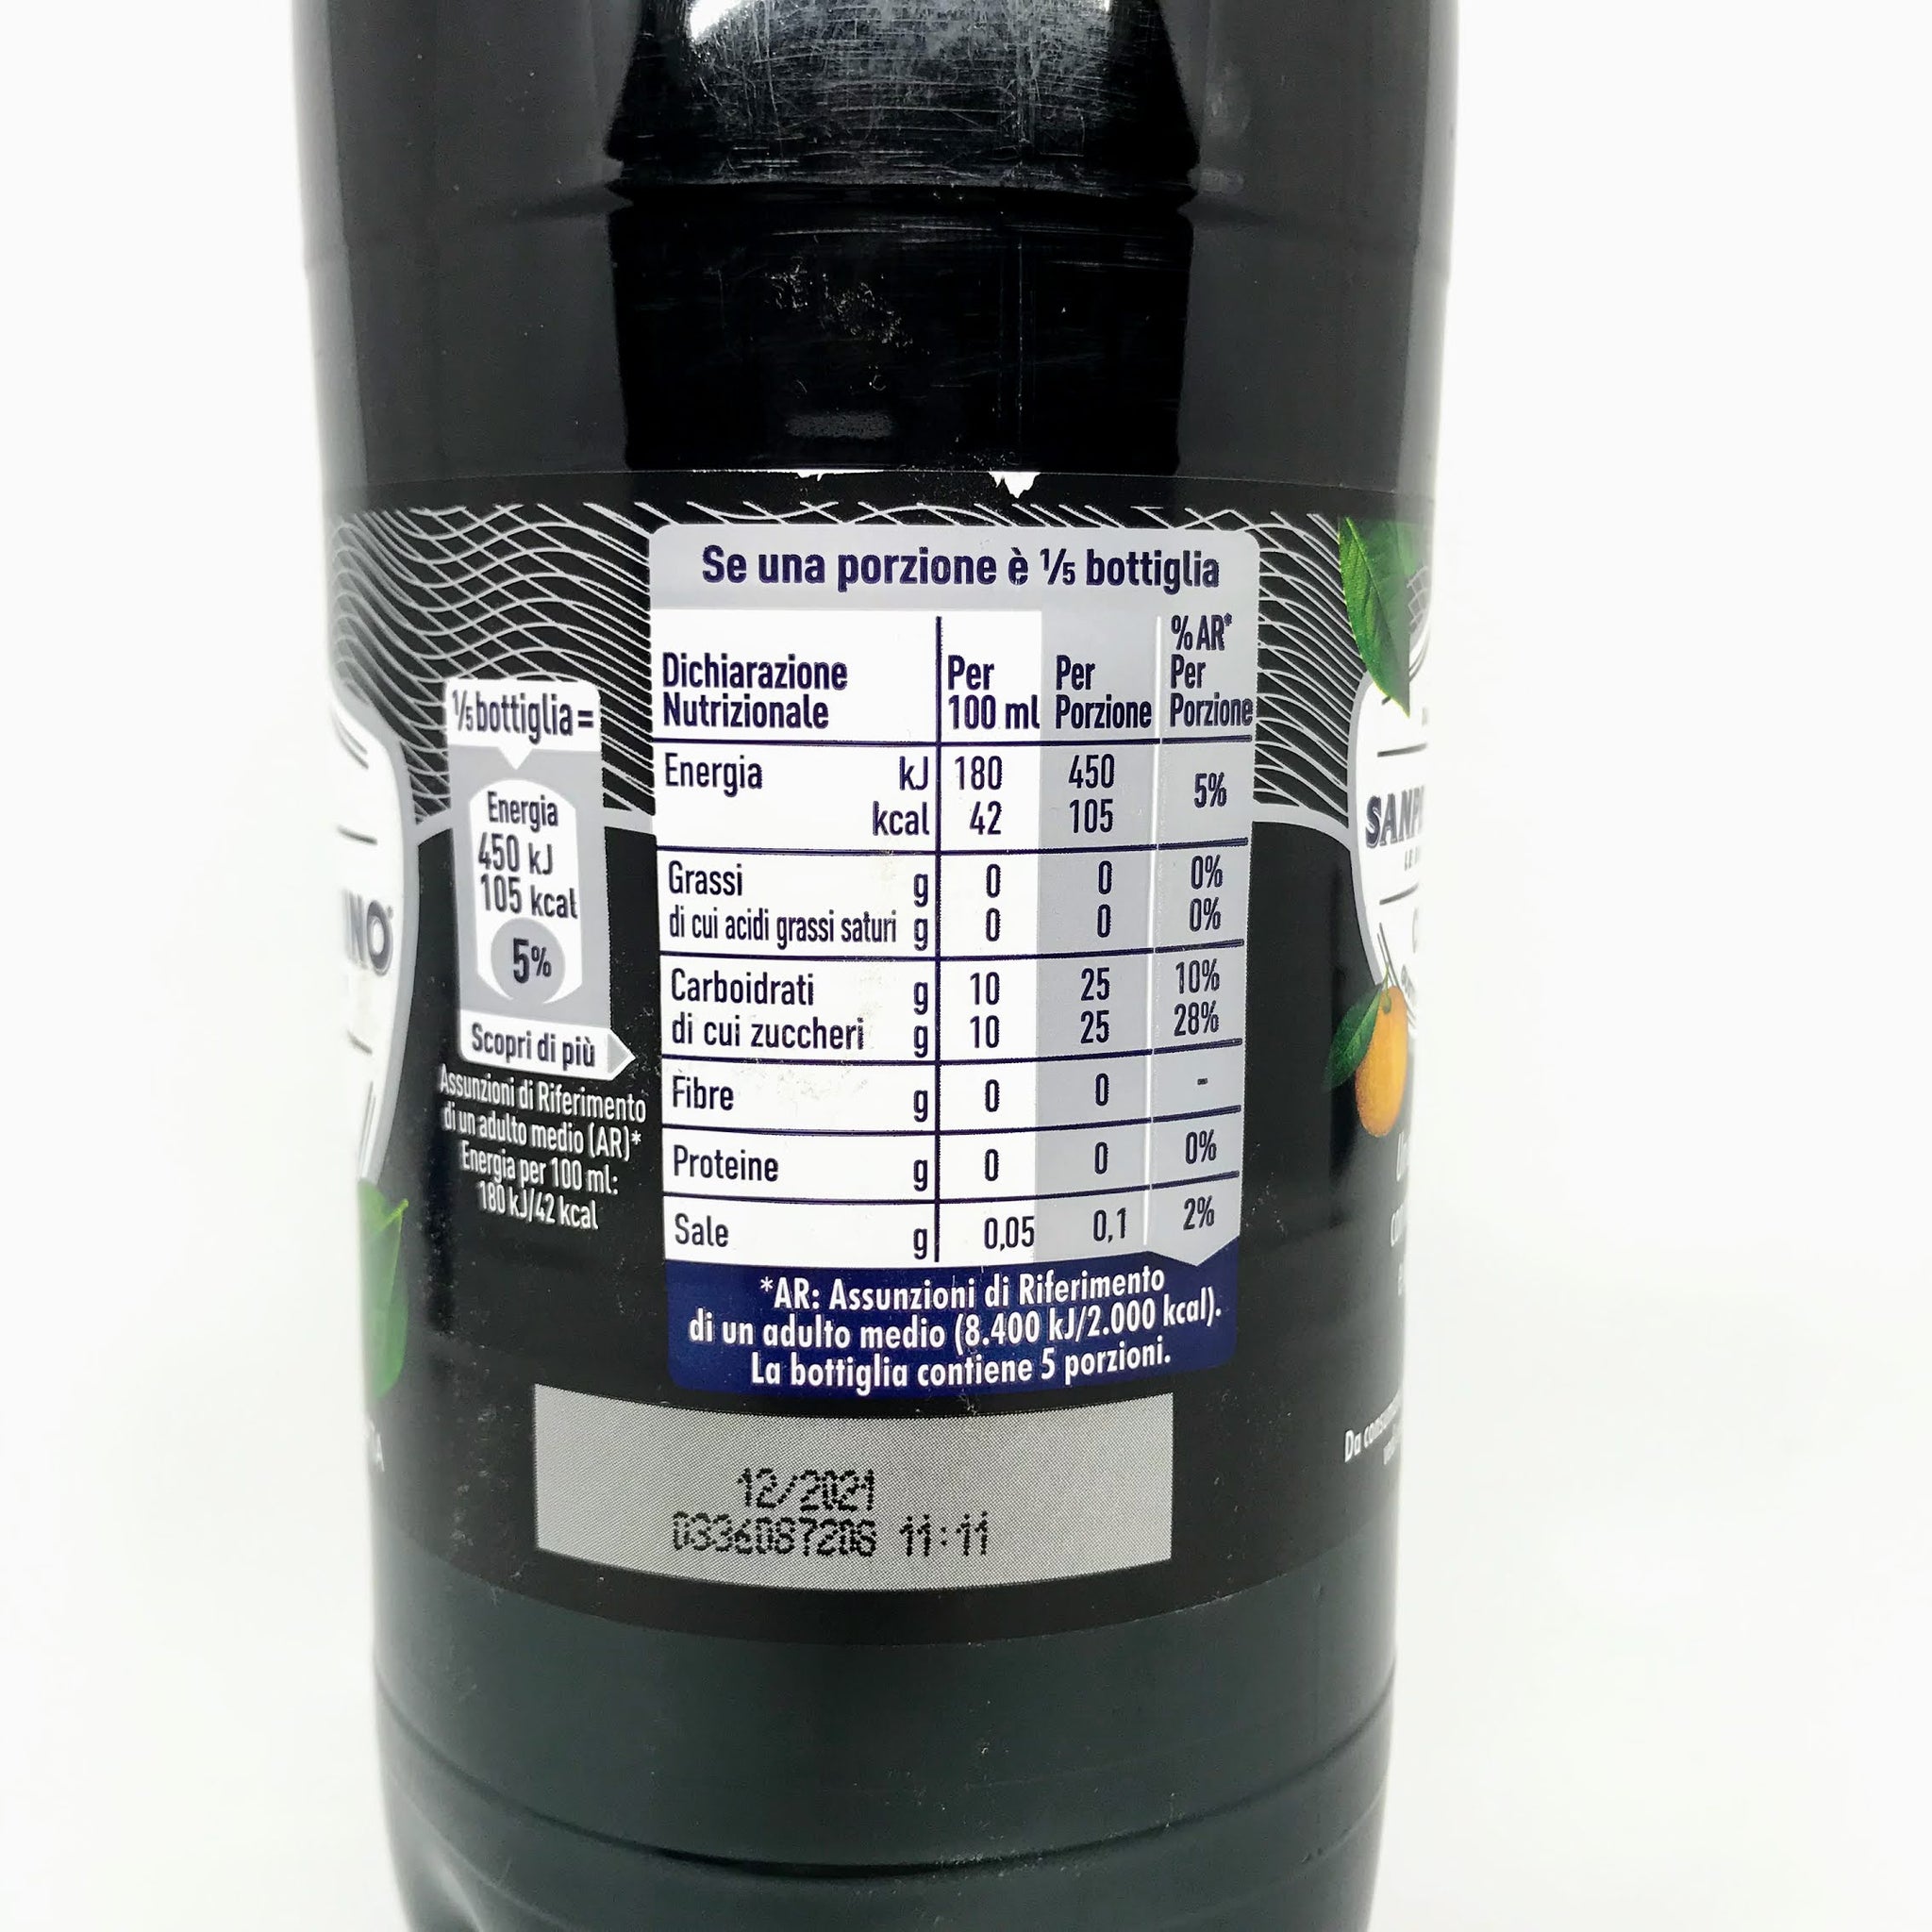 Se una porzione è 1/5 bottiglia
Dichiarazione Nutrizionale Per 100 ml Per Porzione % AR* Per Porzione
Energia kJ 180 450 5%
kcal 42 105
Grassi g 0 0 0%
di cui acidi grassi saturi g 0 0 0%
Carboidrati g 10 25 10%
di cui zuccheri g 10 25 28%
Fibre g 0 0 -
Proteine g 0 0 0%
Sale g 0,05 0,1 2%
*AR: Assunzioni di Riferimento
di un adulto medio (8.400 kJ/2.000 kcal).
La bottiglia contiene 5 porzioni.
1/5 bottiglia =
Energia
450 kJ
105 kcal
5%
Scopri di più
Assunzioni di Riferimento
di un adulto medio (AR)*
Energia per 100 ml:
180 kJ/42 kcal
12/2021
0336087208 11:11
NO
SANP
Da